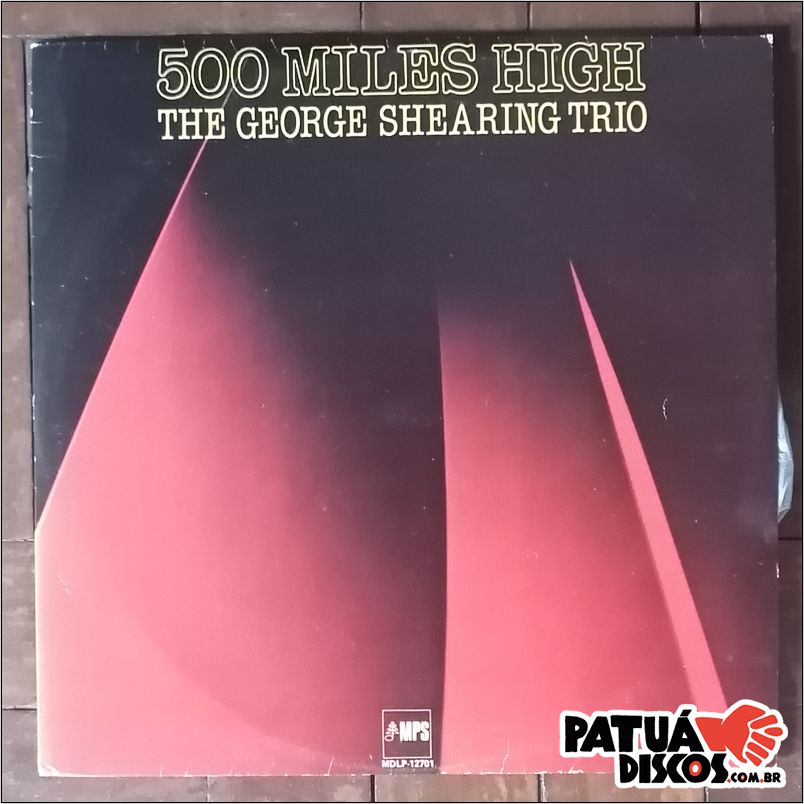 500 MILES HIGH
THE GEORGE SHEARING TRIO
MPS
MDLP-12701
PATUÁ
DISCOS.COM.BR